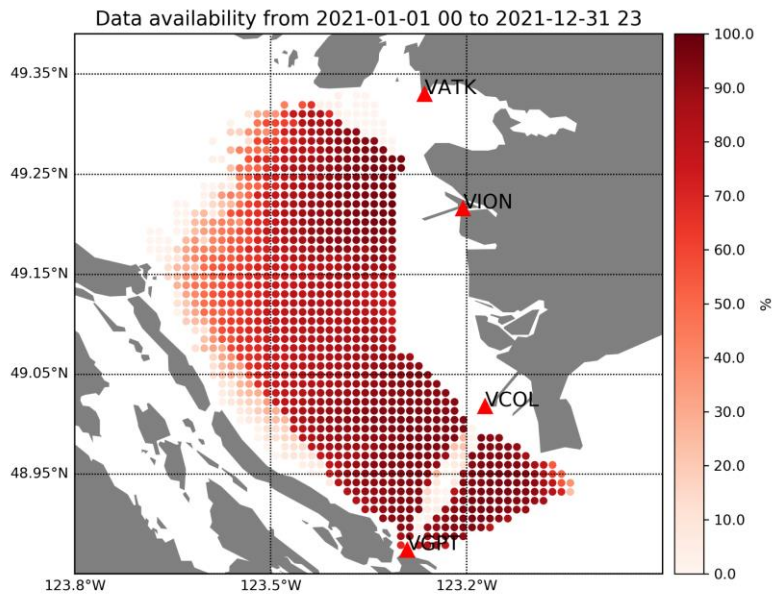 Data availability from 2021-01-01 00 to 2021-12-31 23
49.35°N
49.25°N
49.15°N
49.05°N
48.95°N
123.8°W
123.5°W
123.2°W
VATK
VION
VCOL
VGPT
100.0
90.0
80.0
70.0
60.0
50.0
40.0
30.0
20.0
10.0
0.0
%